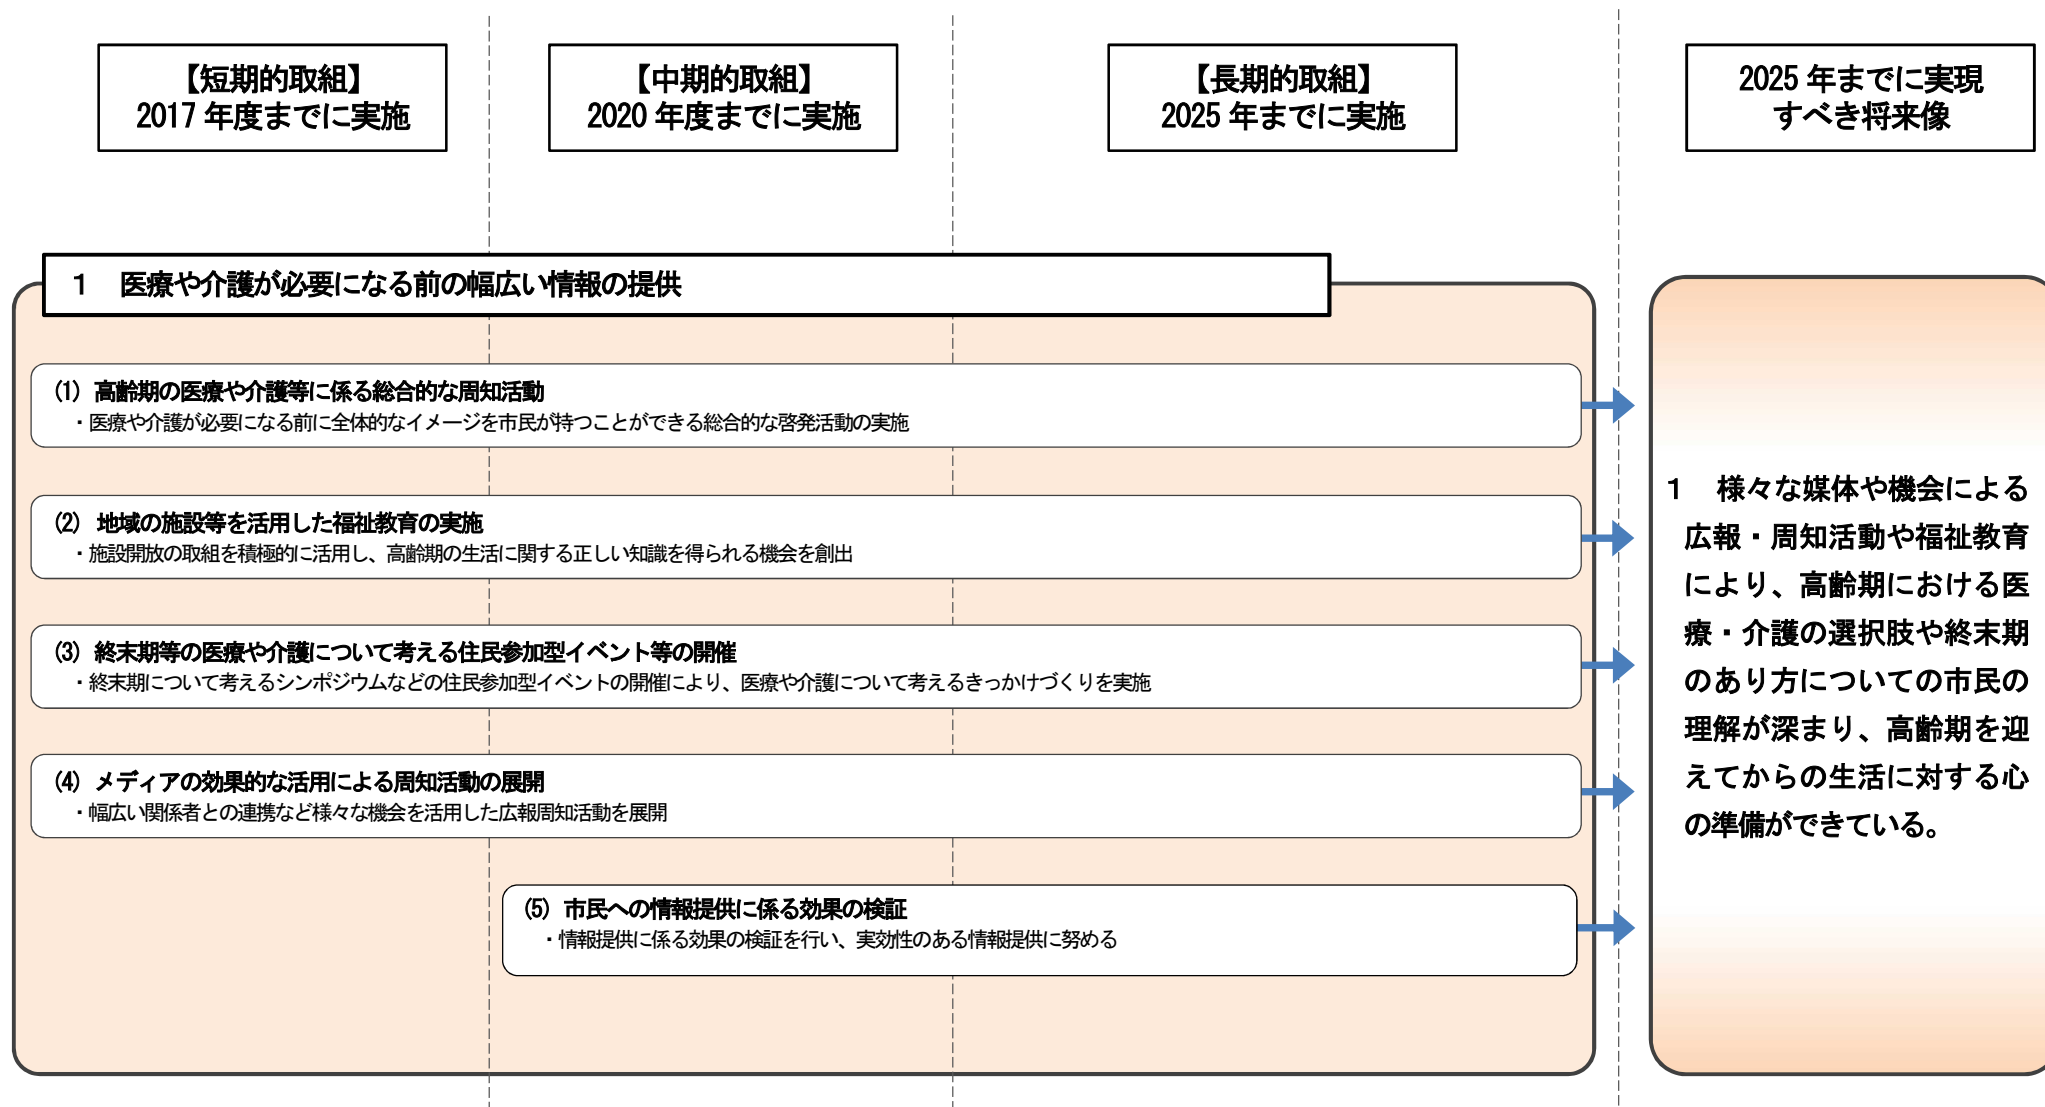 【短期的取組】
2017 年度までに実施
【中期的取組】
2020 年度までに実施
【長期的取組】
2025 年までに実施
2025 年までに実現
すべき将来像
1　医療や介護が必要になる前の幅広い情報の提供
(1) 高齢期の医療や介護等に係る総合的な周知活動
・医療や介護が必要になる前に全体的なイメージを市民が持つことができる総合的な啓発活動の実施
(2) 地域の施設等を活用した福祉教育の実施
・施設開放の取組を積極的に活用し、高齢期の生活に関する正しい知識を得られる機会を創出
(3) 終末期等の医療や介護について考える住民参加型イベント等の開催
・終末期について考えるシンポジウムなどの住民参加型イベントの開催により、医療や介護について考えるきっかけづくりを実施
(4) メディアの効果的な活用による周知活動の展開
・幅広い関係者との連携など様々な機会を活用した広報周知活動を展開
(5) 市民への情報提供に係る効果の検証
・情報提供に係る効果の検証を行い、実効性のある情報提供に努める
1　様々な媒体や機会による
広報・周知活動や福祉教育
により、高齢期における医
療・介護の選択肢や終末期
のあり方についての市民の
理解が深まり、高齢期を迎
えてからの生活に対する心
の準備ができている。